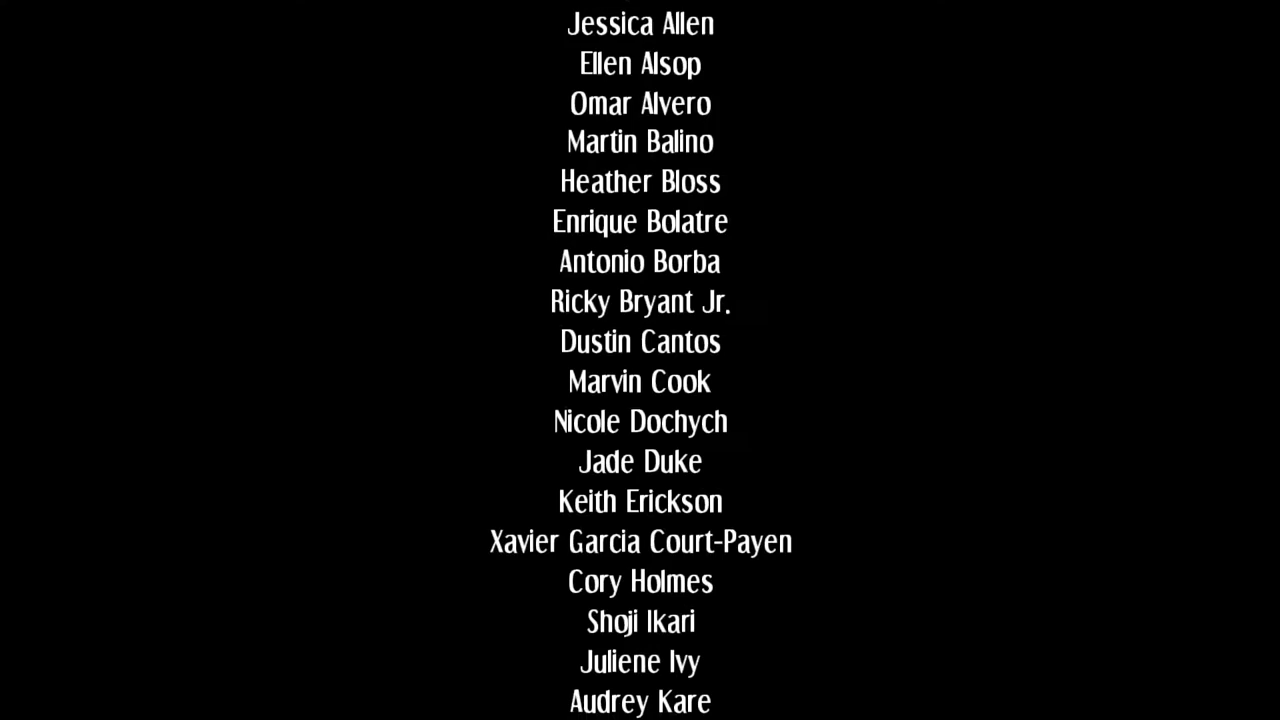 Jessica Allen
Ellen Alsop
Omar Alvero
Martin Balino
Heather Bloss
Enrique Bolatre
Antonio Borba
Ricky Bryant Jr.
Dustin Cantos
Marvin Cook
Nicole Dochych
Jade Duke
Keith Erickson
Xavier Garcia Court-Payen
Cory Holmes
Shoji Ikari
Juliene Ivy
Audrey Kare